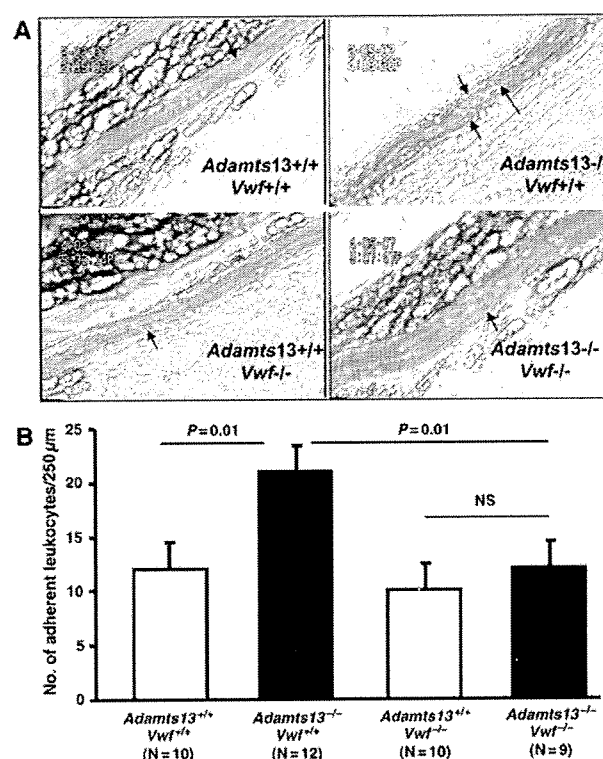 A
Adamts13+/+
Vwf+/+
Adamts13-/
Vwf+/+
Adamts13+/+
Vwf-/-
Adamts13-/-
Vwf-/-
B
No. of adherent leukocytes/250 µm
25
20
15
10
5
0
P = 0.01
P = 0.01
NS
Adamts13+/+
Vwf+/+
(N=10)
Adamts13−/−
Vwf+/+
(N=12)
Adamts13+/+
Vwf−/−
(N=10)
Adamts13−/−
Vwf−/−
(N=9)